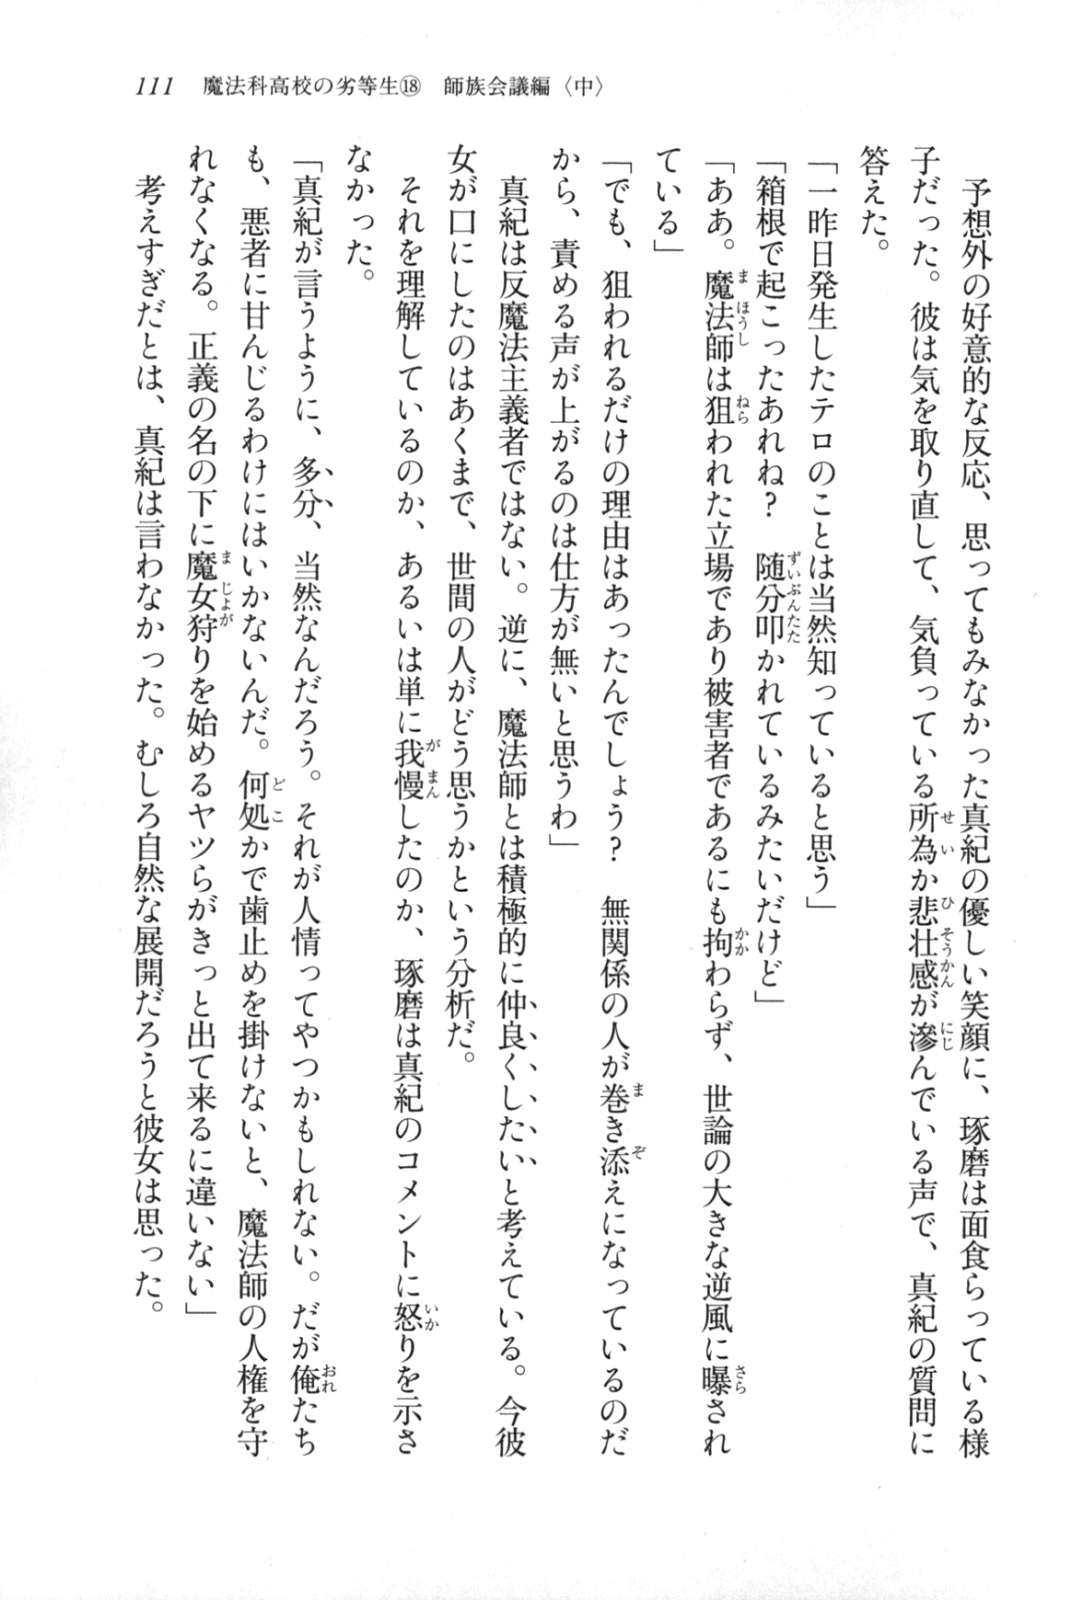 111　魔法科高校の劣等生⑱　師族会議編〈中〉
　予想外の好意的な反応、思ってもみなかった真紀の優しい笑顔に、琢磨は面食らっている様
子だった。彼は気を取り直して、気負っている所為か悲壮感が滲んでいる声で、真紀の質問に
答えた。
「一昨日発生したテロのことは当然知っていると思う」
「箱根で起こったあれね？　随分叩かれているみたいだけど」
「ああ。魔法師は狙われた立場であり被害者であるにも拘わらず、世論の大きな逆風に曝され
ている」
「でも、狙われるだけの理由はあったんでしょう？　無関係の人が巻き添えになっているのだ
から、責める声が上がるのは仕方が無いと思うわ」
　真紀は反魔法主義者ではない。逆に、魔法師とは積極的に仲良くしたいと考えている。今彼
女が口にしたのはあくまで、世間の人がどう思うかという分析だ。
　それを理解しているのか、あるいは単に我慢したのか、琢磨は真紀のコメントに怒りを示さ
なかった。
「真紀が言うように、多分、当然なんだろう。それが人情ってやつかもしれない。だが俺たち
も、悪者に甘んじるわけにはいかないんだ。何処かで歯止めを掛けないと、魔法師の人権を守
れなくなる。正義の名の下に魔女狩りを始めるヤツらがきっと出て来るに違いない」
　考えすぎだとは、真紀は言わなかった。むしろ自然な展開だろうと彼女は思った。